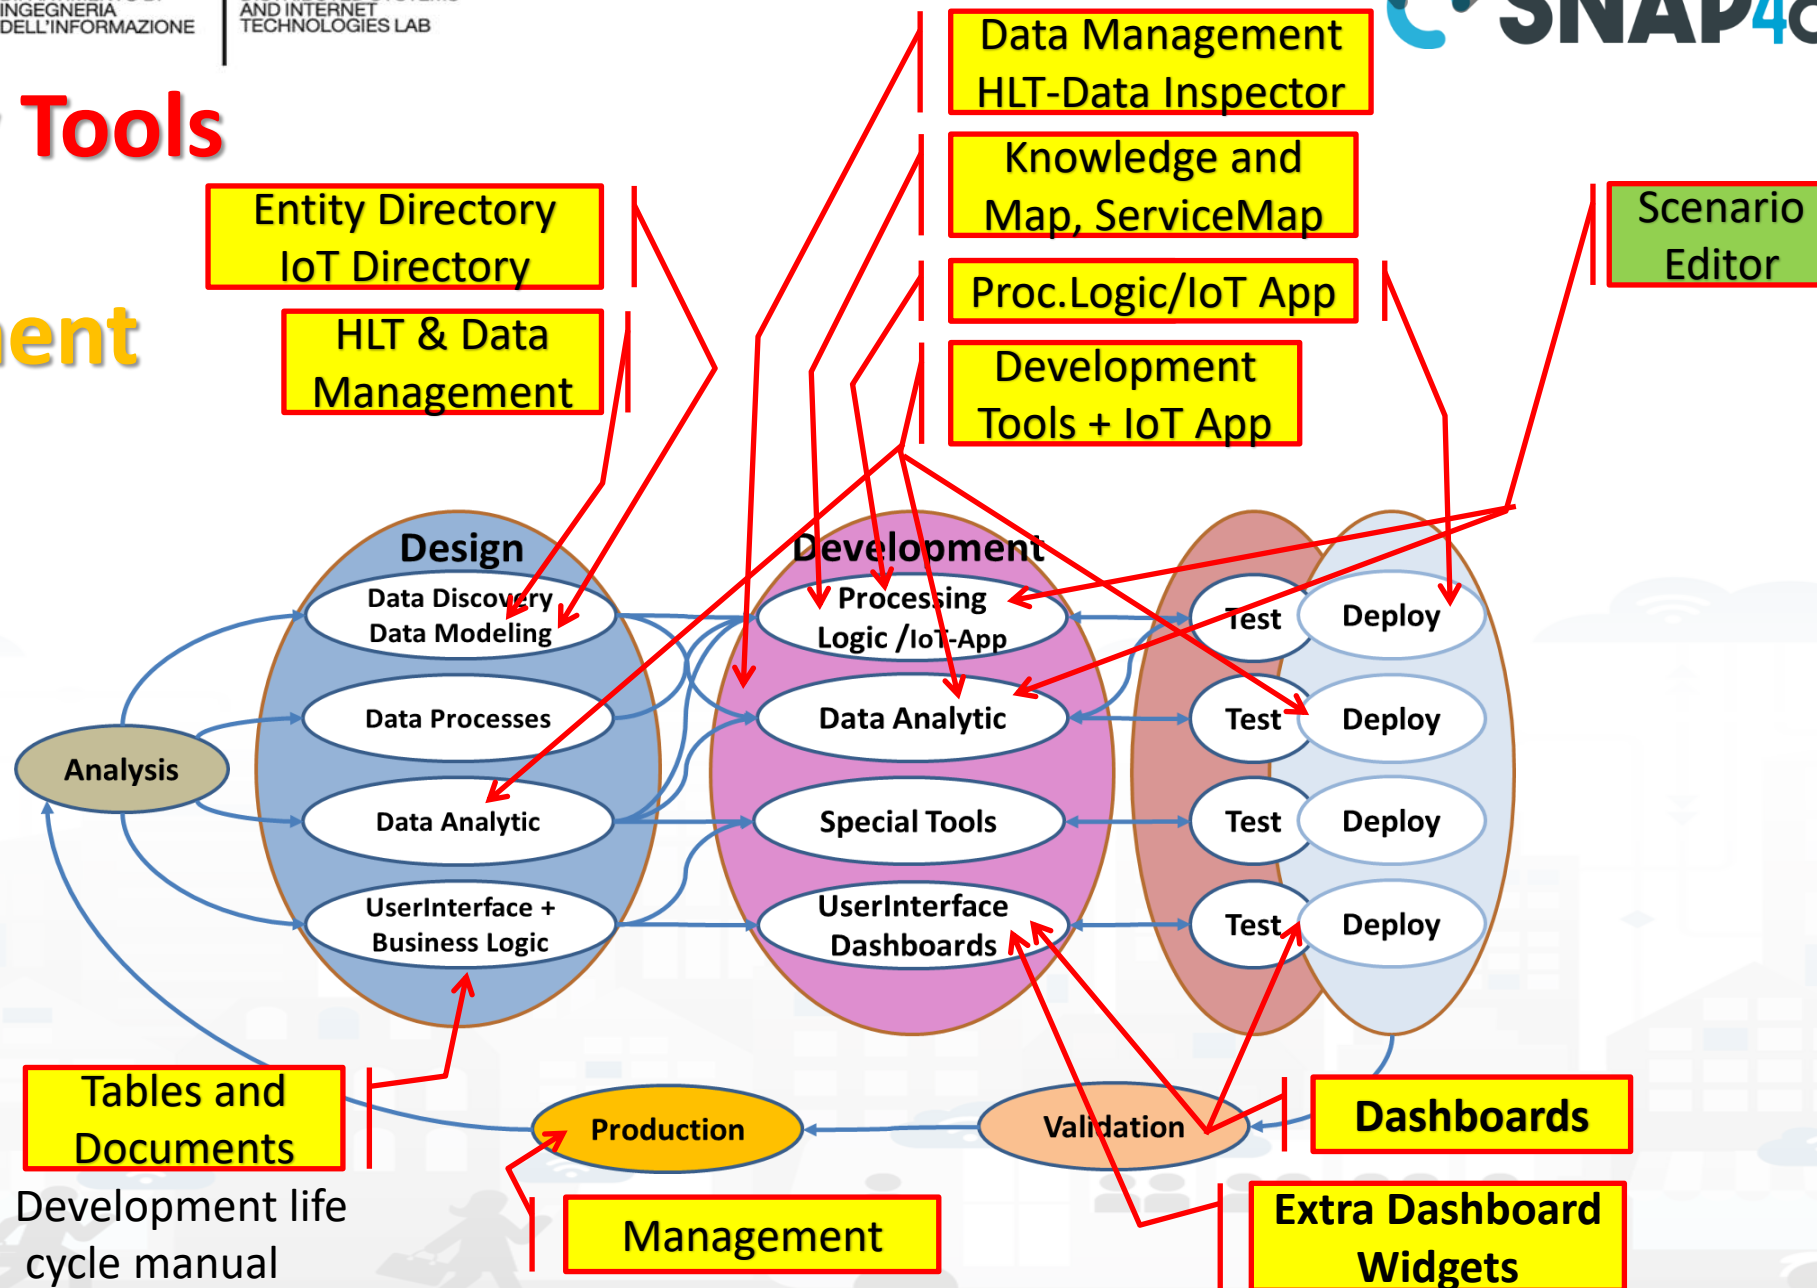 INGEGNERIA
DELL'INFORMAZIONE
AND INTERNET
TECHNOLOGIES LAB
SNAP4
Tools
Data Management
HLT-Data Inspector
Knowledge and
Map, ServiceMap
Entity Directory
IoT Directory
Scenario
Editor
Proc.Logic/IoT App
HLT & Data
Management
Development
Tools + IoT App
Design
Development
Data Discovery
Data Modeling
Processing
Logic /IoT-App
Test
Deploy
Data Processes
Data Analytic
Test
Deploy
Analysis
Data Analytic
Special Tools
Test
Deploy
UserInterface +
Business Logic
UserInterface
Dashboards
Test
Deploy
Tables and
Documents
Production
Validation
Dashboards
Development life
cycle manual
Management
Extra Dashboard
Widgets